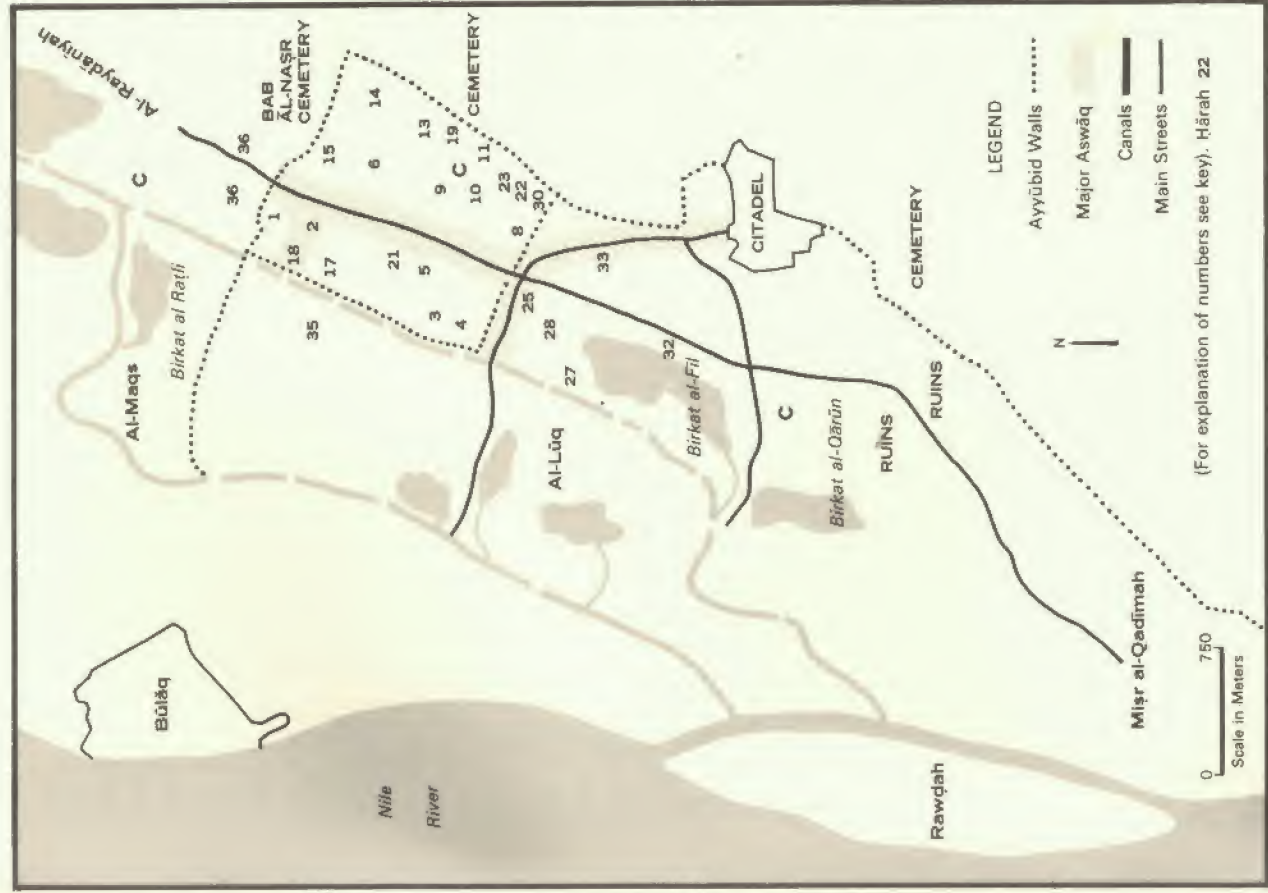 Al-Raydānīyah
BAB
ĀL-NAṢR
CEMETERY
CEMETERY
C
36
36
Al-Maqs
Birkat al Raṭli
Būlāq
1
15
14
18
2
6
17
35
13
21
9
19
5
C
3
10
11
4
23
22
8
30
25
28
33
27
Nile
River
Al-Lūq
32
Birkat al-Fīl
CITADEL
C
Birkat al-Qārūn
RUINS
RUINS
CEMETERY
Rawḍah
N
LEGEND
Ayyūbid Walls
Major Aswāq
Canals
Main Streets
Miṣr al-Qadīmah
0 750
Scale in Meters
(For explanation of numbers see key). Ḥārah 22